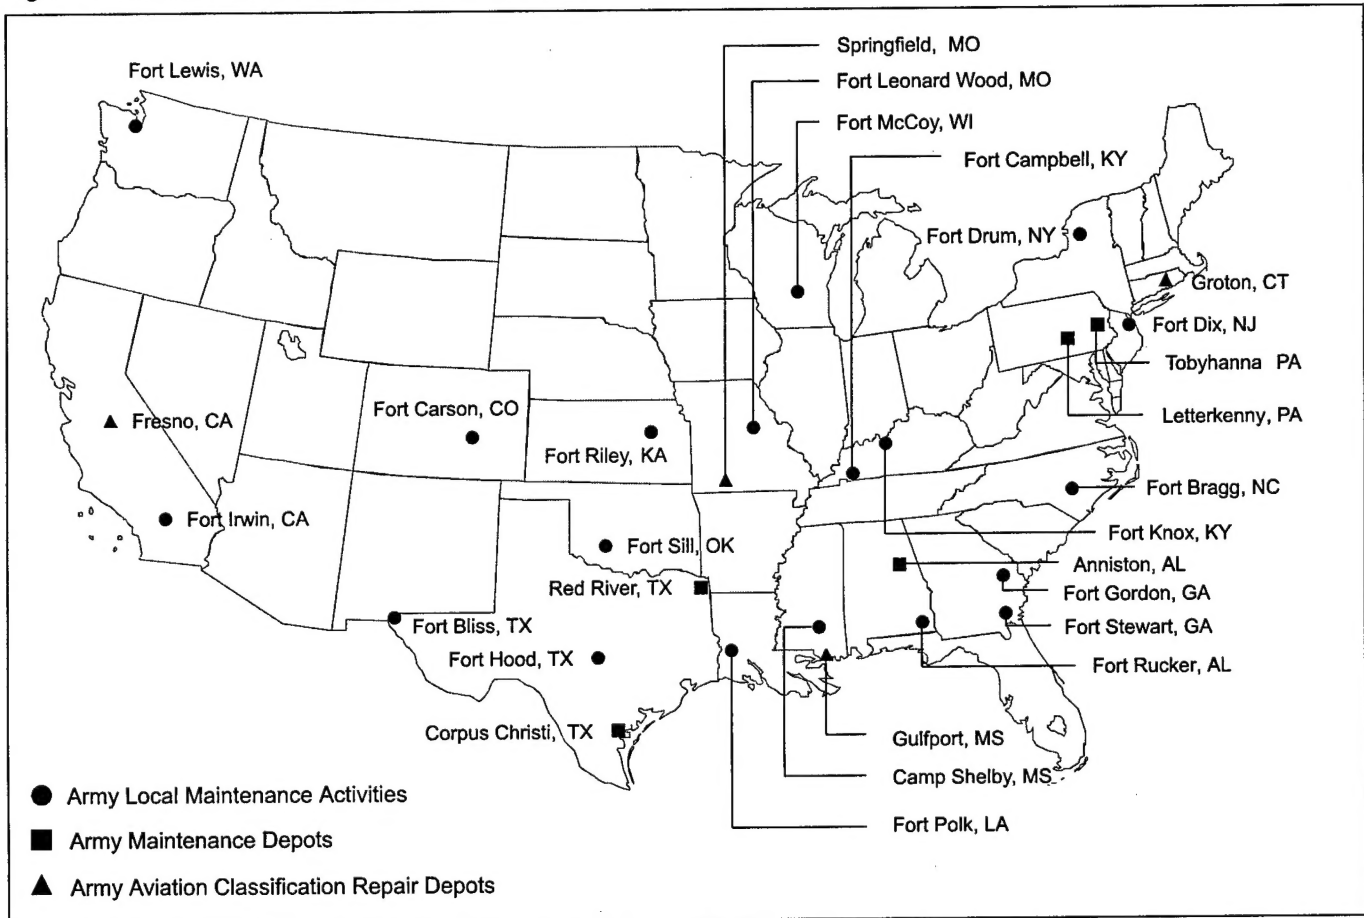 Springfield, MO
Fort Lewis, WA
Fort Leonard Wood, MO
Fort McCoy, WI
Fort Campbell, KY
Fort Drum, NY
Groton, CT
Fort Dix, NJ
Tobyhanna PA
Fort Carson, CO
Letterkenny, PA
Fresno, CA
Fort Riley, KA
Fort Bragg, NC
Fort Irwin, CA
Fort Knox, KY
Fort Sill, OK
Anniston, AL
Red River, TX
Fort Gordon, GA
Fort Bliss, TX
Fort Stewart, GA
Fort Hood, TX
Fort Rucker, AL
Corpus Christi, TX
Gulfport, MS
Camp Shelby, MS
Fort Polk, LA
Army Local Maintenance Activities
Army Maintenance Depots
Army Aviation Classification Repair Depots